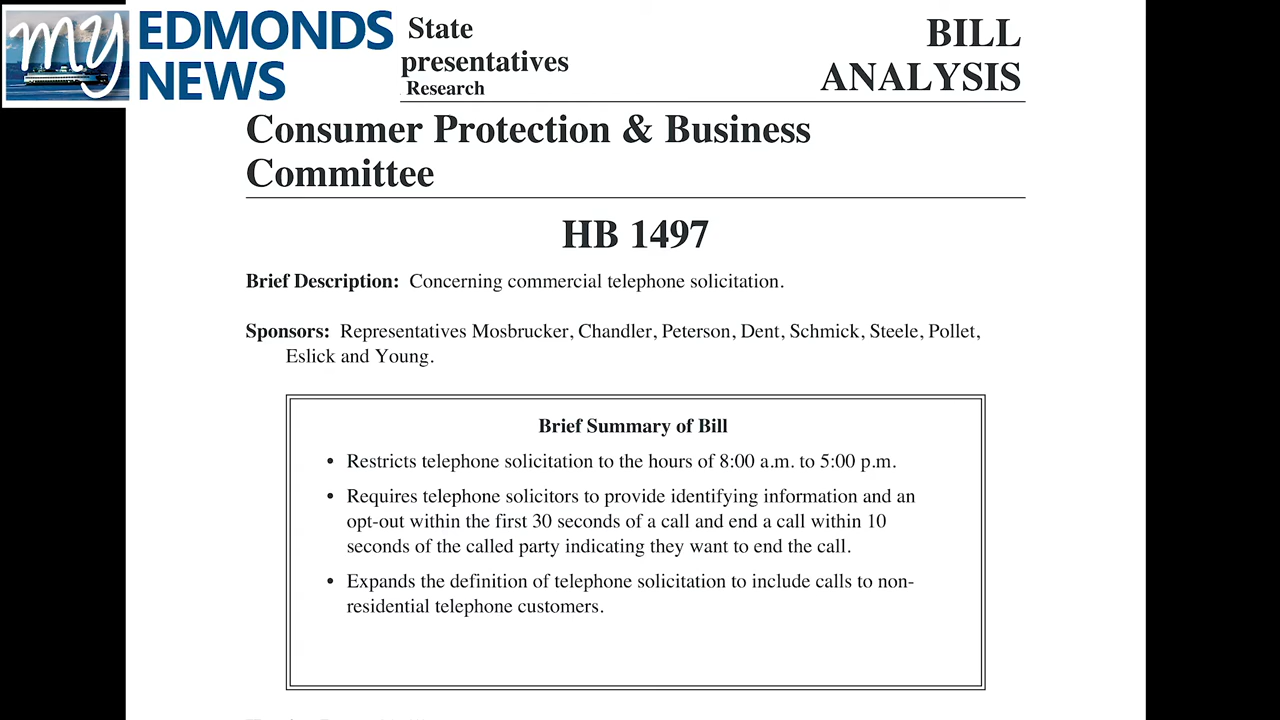 my
EDMONDS
NEWS
State
presentatives
Research
BILL
ANALYSIS
Consumer Protection & Business
Committee
HB 1497
Brief Description: Concerning commercial telephone solicitation.
Sponsors: Representatives Mosbrucker, Chandler, Peterson, Dent, Schmick, Steele, Pollet,
Eslick and Young.
Brief Summary of Bill
• Restricts telephone solicitation to the hours of 8:00 a.m. to 5:00 p.m.
• Requires telephone solicitors to provide identifying information and an
opt-out within the first 30 seconds of a call and end a call within 10
seconds of the called party indicating they want to end the call.
• Expands the definition of telephone solicitation to include calls to non-
residential telephone customers.